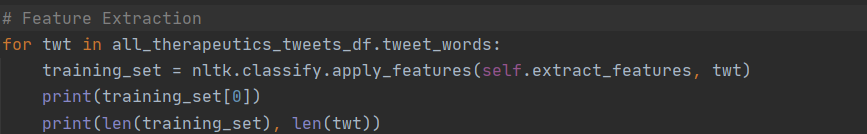 # Feature Extraction
for twt in all_therapeutics_tweets_df.tweet_words:
    training_set = nltk.classify.apply_features(self.extract_features, twt)
    print(training_set[0])
    print(len(training_set), len(twt))